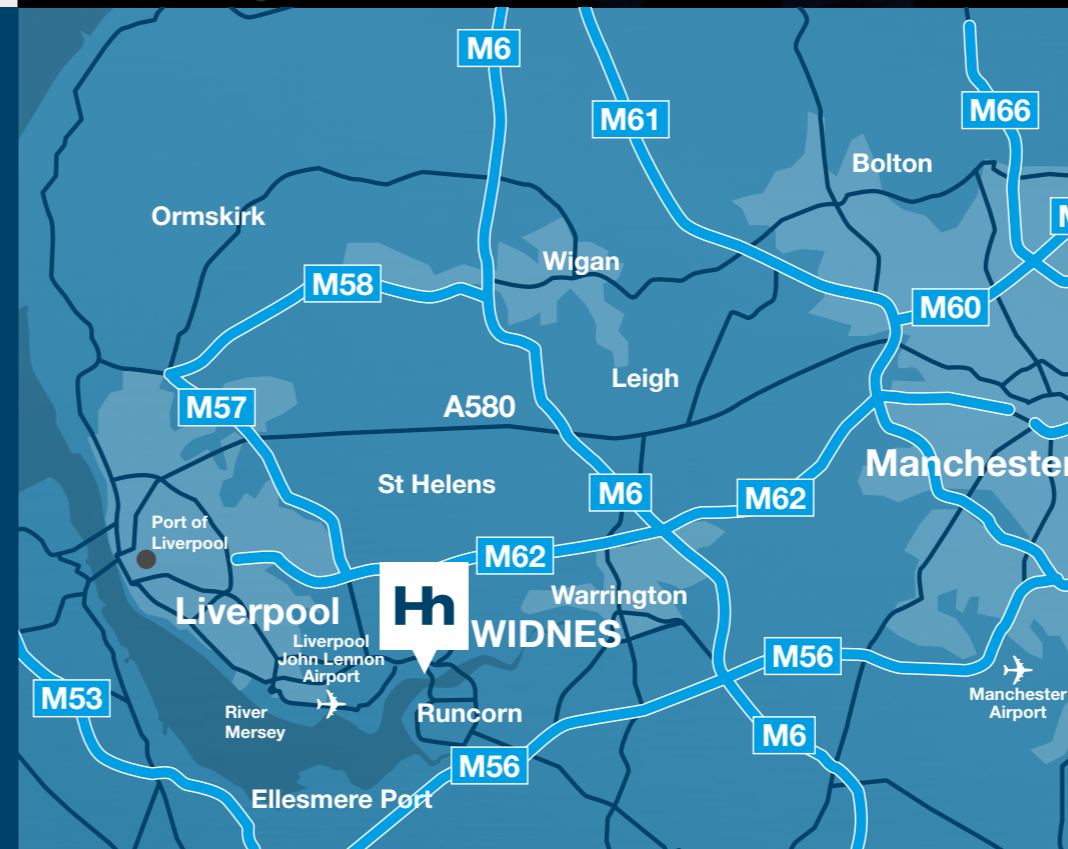 M6
M61
M66
Bolton
Ormskirk
Wigan
M58
M60
Leigh
M57
A580
Manchester
St Helens
M6
M62
Port of
Liverpool
M62
Hn
Warrington
Liverpool
WIDNES
Liverpool
John Lennon
Airport
M56
M53
Manchester
Airport
River
Mersey
Runcorn
M6
M56
Ellesmere Port